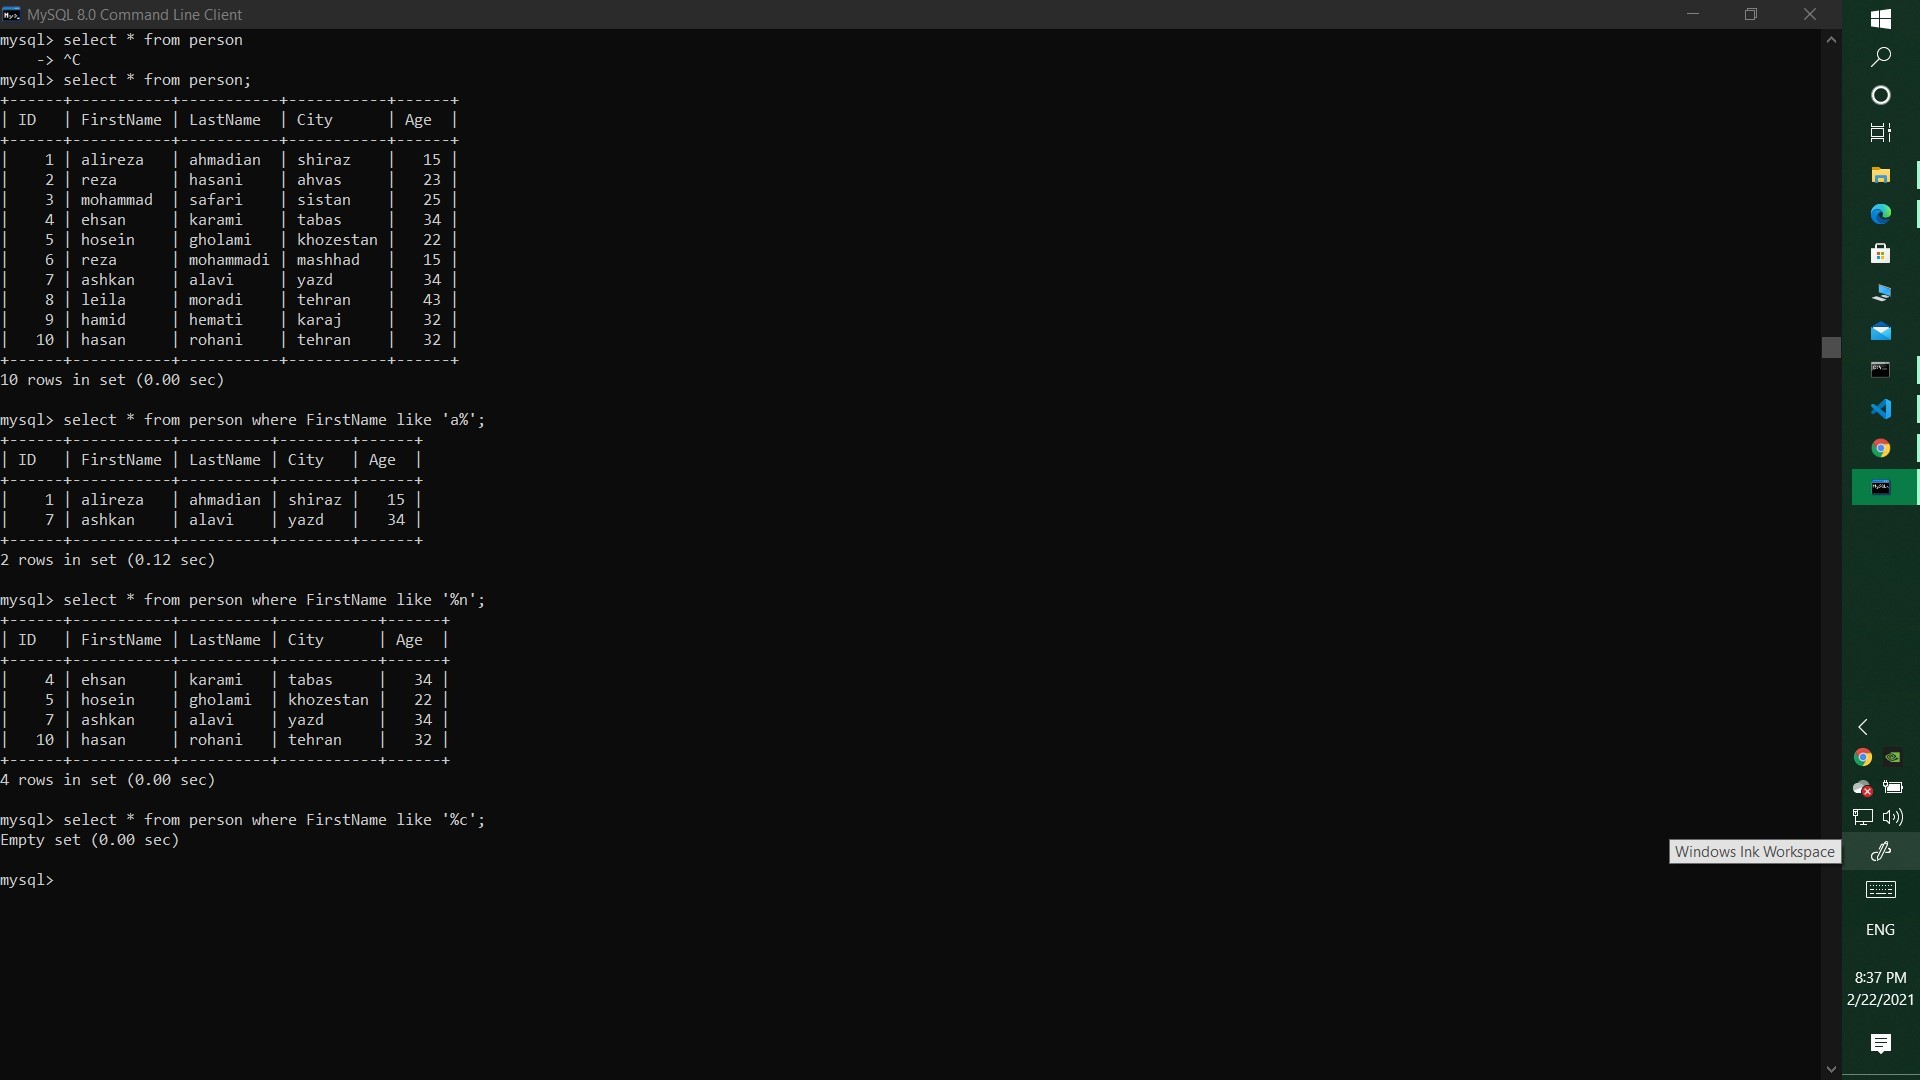 MySQL 8.0 Command Line Client
mysql> select * from person
    -> ^C
mysql> select * from person;
+------+-----------+-----------+-----------+------+
| ID   | FirstName | LastName  | City      | Age  |
+------+-----------+-----------+-----------+------+
|    1 | alireza   | ahmadian  | shiraz    |   15 |
|    2 | reza      | hasani    | ahvas     |   23 |
|    3 | mohammad  | safari    | sistan    |   25 |
|    4 | ehsan     | karami    | tabas     |   34 |
|    5 | hosein    | gholami   | khozestan |   22 |
|    6 | reza      | mohammadi | mashhad   |   15 |
|    7 | ashkan    | alavi     | yazd      |   34 |
|    8 | leila     | moradi    | tehran    |   43 |
|    9 | hamid     | hemati    | karaj     |   32 |
|   10 | hasan     | rohani    | tehran    |   32 |
+------+-----------+-----------+-----------+------+
10 rows in set (0.00 sec)
mysql> select * from person where FirstName like 'a%';
+------+-----------+----------+--------+------+
| ID   | FirstName | LastName | City   | Age  |
+------+-----------+----------+--------+------+
|    1 | alireza   | ahmadian | shiraz |   15 |
|    7 | ashkan    | alavi    | yazd   |   34 |
+------+-----------+----------+--------+------+
2 rows in set (0.12 sec)
mysql> select * from person where FirstName like '%n';
+------+-----------+----------+-----------+------+
| ID   | FirstName | LastName | City      | Age  |
+------+-----------+----------+-----------+------+
|    4 | ehsan     | karami   | tabas     |   34 |
|    5 | hosein    | gholami  | khozestan |   22 |
|    7 | ashkan    | alavi    | yazd      |   34 |
|   10 | hasan     | rohani   | tehran    |   32 |
+------+-----------+----------+-----------+------+
4 rows in set (0.00 sec)
mysql> select * from person where FirstName like '%c';
Empty set (0.00 sec)
mysql>
Windows Ink Workspace
ENG
8:37 PM
2/22/2021